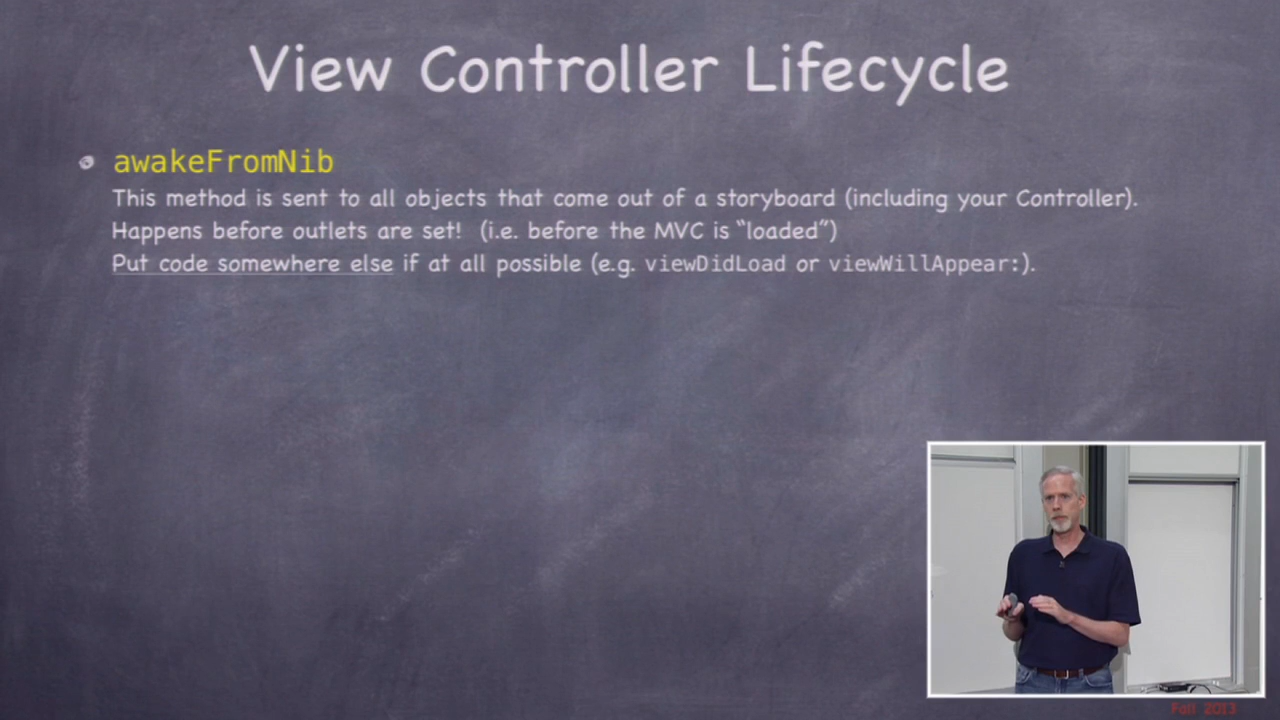 View Controller Lifecycle
awakeFromNib
This method is sent to all objects that come out of a storyboard (including your Controller).
Happens before outlets are set! (i.e. before the MVC is “loaded”)
Put code somewhere else if at all possible (e.g. viewDidLoad or viewWillAppear:).
Fall 2013